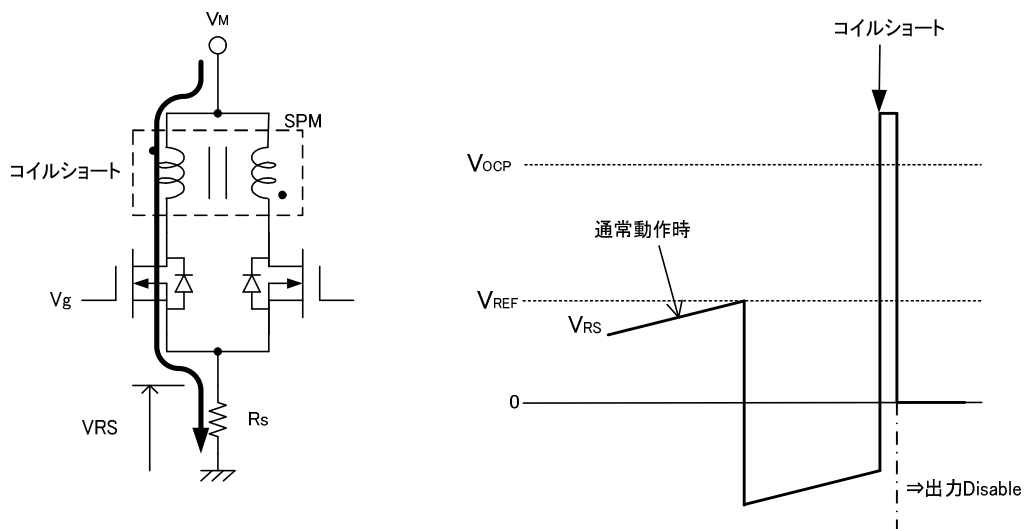 VM
SPM
コイルショート
Vg
VRS
Rs
コイルショート
VOCP
通常動作時
VREF
VRS
0
⇒出力Disable